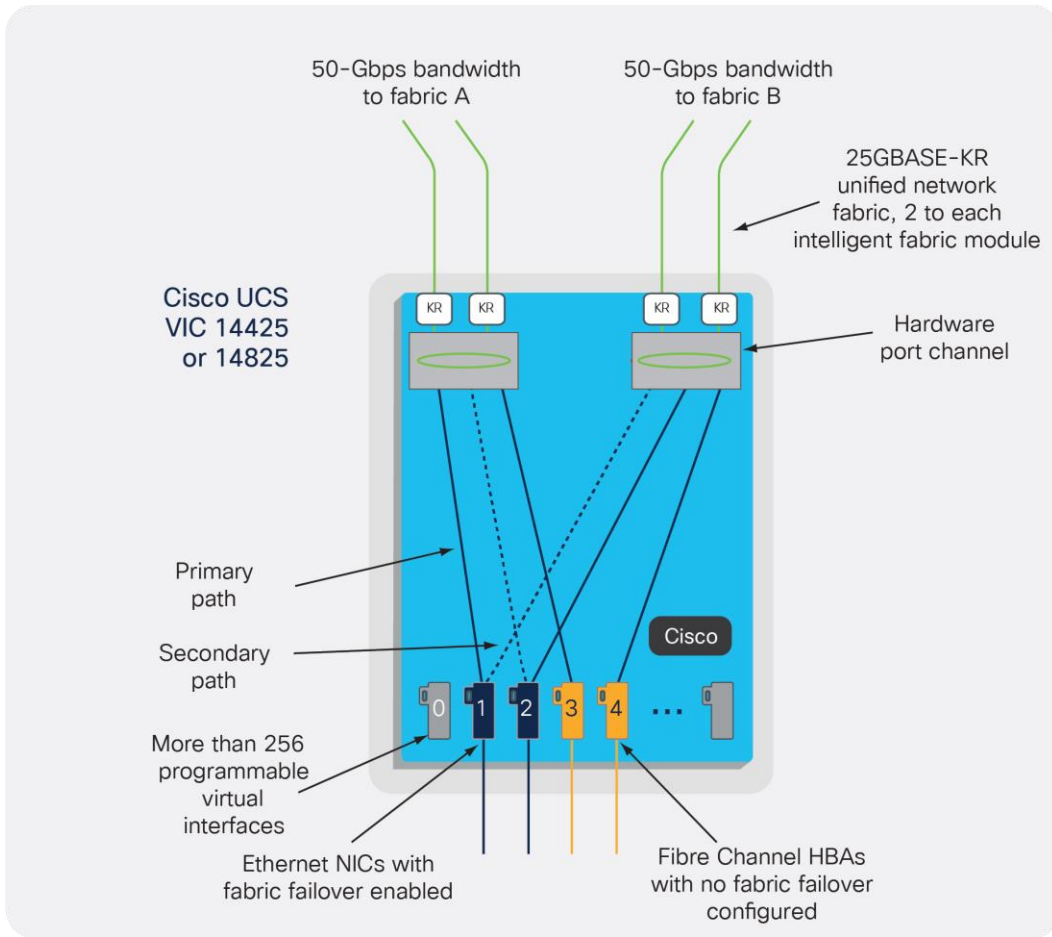 50-Gbps bandwidth
to fabric A
50-Gbps bandwidth
to fabric B
25GBASE-KR
unified network
fabric, 2 to each
intelligent fabric module
Cisco UCS
VIC 14425
or 14825
KR
KR
KR
KR
Hardware
port channel
Primary
path
Secondary
path
Cisco
0
1
2
3
4
...
More than 256
programmable
virtual
interfaces
Ethernet NICs with
fabric failover enabled
Fibre Channel HBAs
with no fabric failover
configured